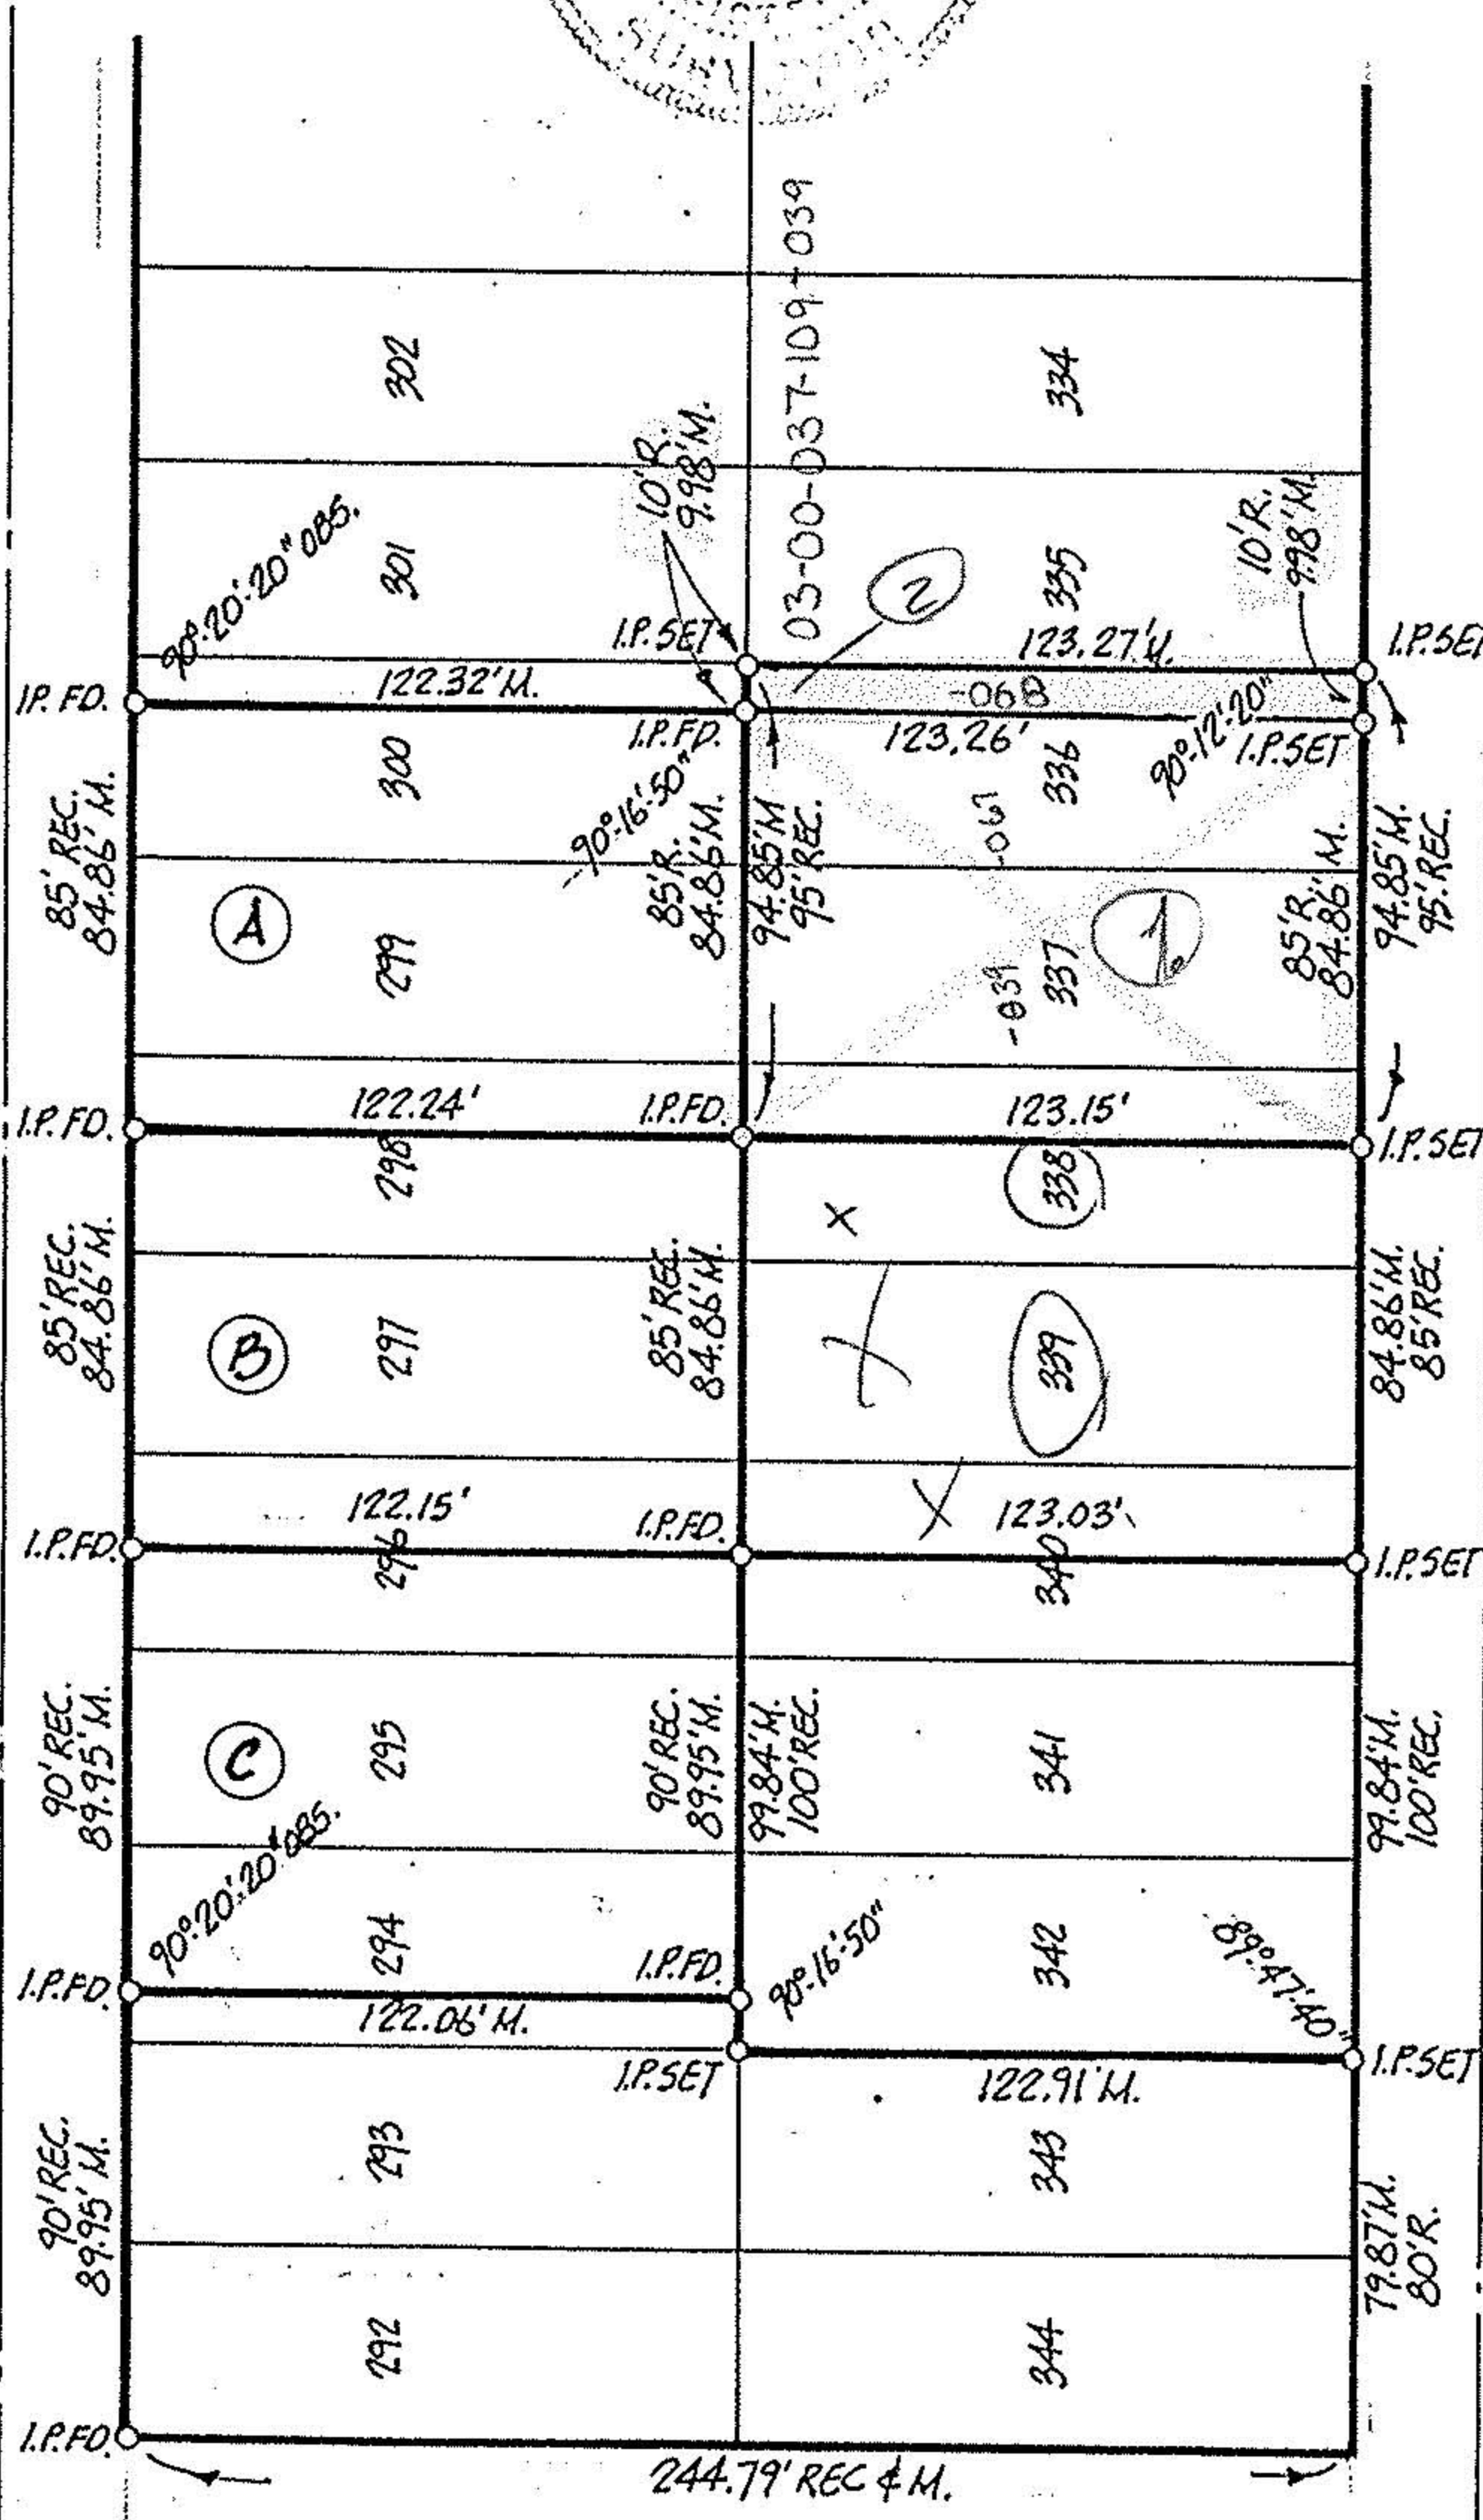 SURVEYOR
302
334
03-00-037-109-039
10'R.
9.98'M.
90°-20'-20" OBS.
301
335
10'R.
9.98'M.
2
I.P. SET
123.27'M.
I.P. SET
I.P. FD.
122.32'M.
-068
I.P. FD.
123.26'
90°-12'-20"
I.P. SET
300
336
90°-16'-50"
-067
85' REC.
84.86' M.
85'R.
84.86'M.
94.85'M
95'REC.
85'R.
84.86'M.
94.85'M.
95'REC.
A
299
-039
337
1.
I.P. FD.
122.24'
I.P.FD.
123.15'
I.P. SET
298
338
X
85'REC.
84.86'M.
85'REC.
84.86'M.
84.86'M.
85'REC.
B
297
X
339
122.15'
X
123.03'
I.P.FD.
I.P.FD.
I.P. SET
296
340
90'REC.
89.95'M.
90'REC.
89.95'M.
99.84'M.
100'REC.
99.84'M.
100'REC.
C
295
341
90°-20'-20" OBS.
294
342
90°-16'-50"
89°-47'-40"
I.P.FD.
I.P.FD.
122.06'M.
I.P.SET
122.91'M.
I.P.SET
90'REC.
89.95'M.
293
343
79.87'M.
80'R.
292
344
I.P.FD.
244.79' REC & M.